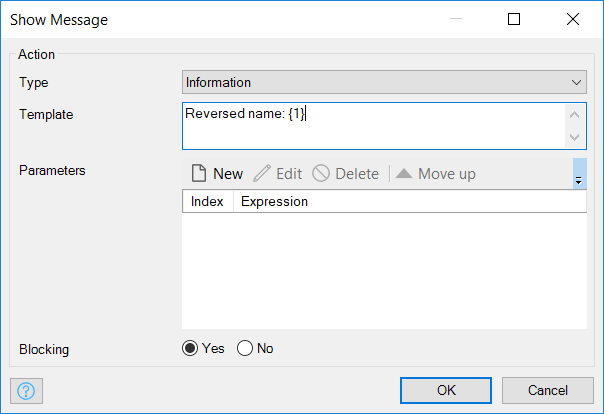 Show Message
Action
Type
Information
Template
Reversed name: {1}
Parameters
New Edit Delete Move up
Index Expression
Blocking
Yes No
? OK Cancel